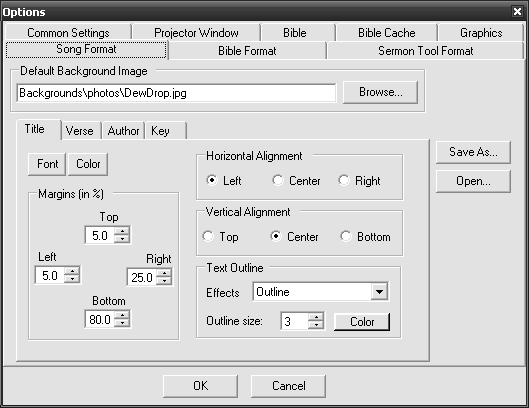 Options
Common Settings Projector Window Bible Bible Cache Graphics
Song Format Bible Format Sermon Tool Format
Default Background Image
Backgrounds\photos\DewDrop.jpg Browse...
Title Verse Author Key
Save As...
Open...
Font Color
Margins (in %)
Top
5.0
Left Right
5.0 25.0
Bottom
80.0
Horizontal Alignment
Left Center Right
Vertical Alignment
Top Center Bottom
Text Outline
Effects Outline
Outline size: 3 Color
OK Cancel